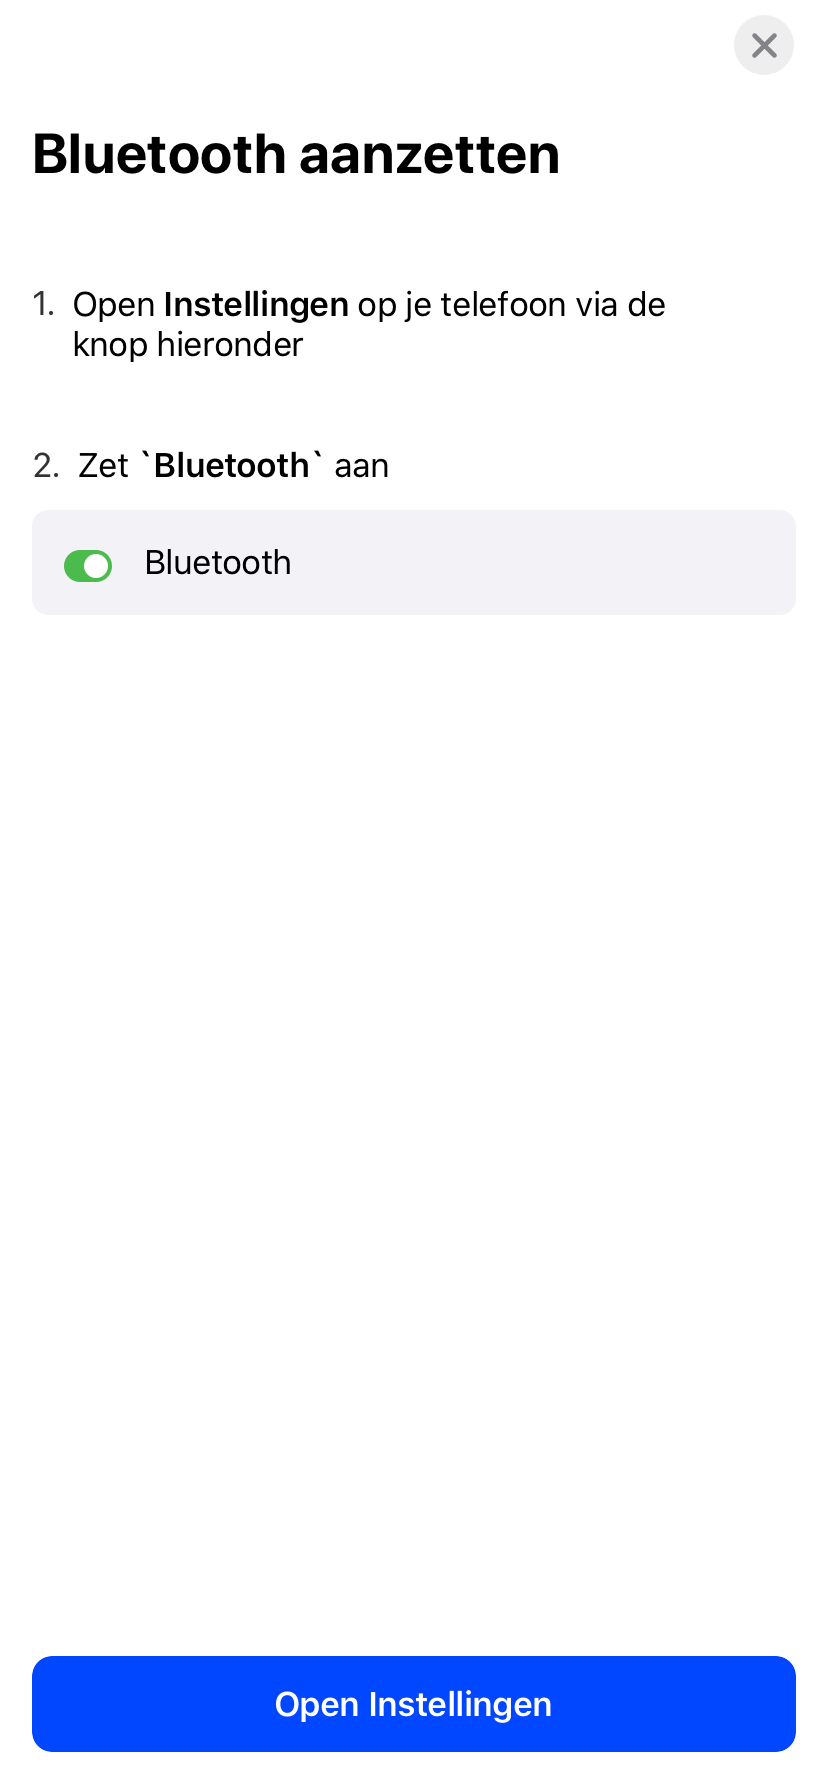 Bluetooth aanzetten
1. Open Instellingen op je telefoon via de
knop hieronder
2. Zet `Bluetooth` aan
Bluetooth
Open Instellingen